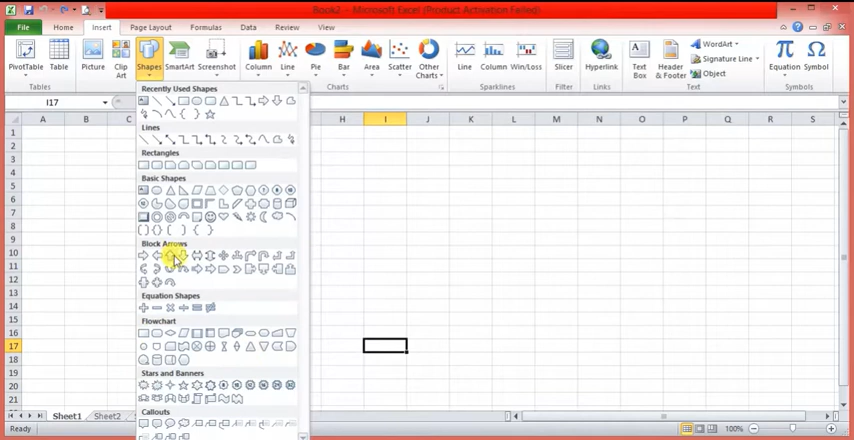 Book2 - Microsoft Excel (Product Activation Failed)
File Home Insert Page Layout Formulas Data Review View
PivotTable Table Picture Clip Art Shapes SmartArt Screenshot Column Line Pie Bar Area Scatter Other Charts Line Column Win/Loss Slicer Hyperlink Text Box Header & Footer WordArt Signature Line Object Equation Symbol
Tables Charts Sparklines Filter Links Text Symbols
I17
Recently Used Shapes
Lines
Rectangles
Basic Shapes
Block Arrows
Equation Shapes
Flowchart
Stars and Banners
Callouts
A B C H I J K L M N O P Q R S
1
2
3
4
5
6
7
8
9
10
11
12
13
14
15
16
17
18
19
20
21
Sheet1 Sheet2
Ready 100%